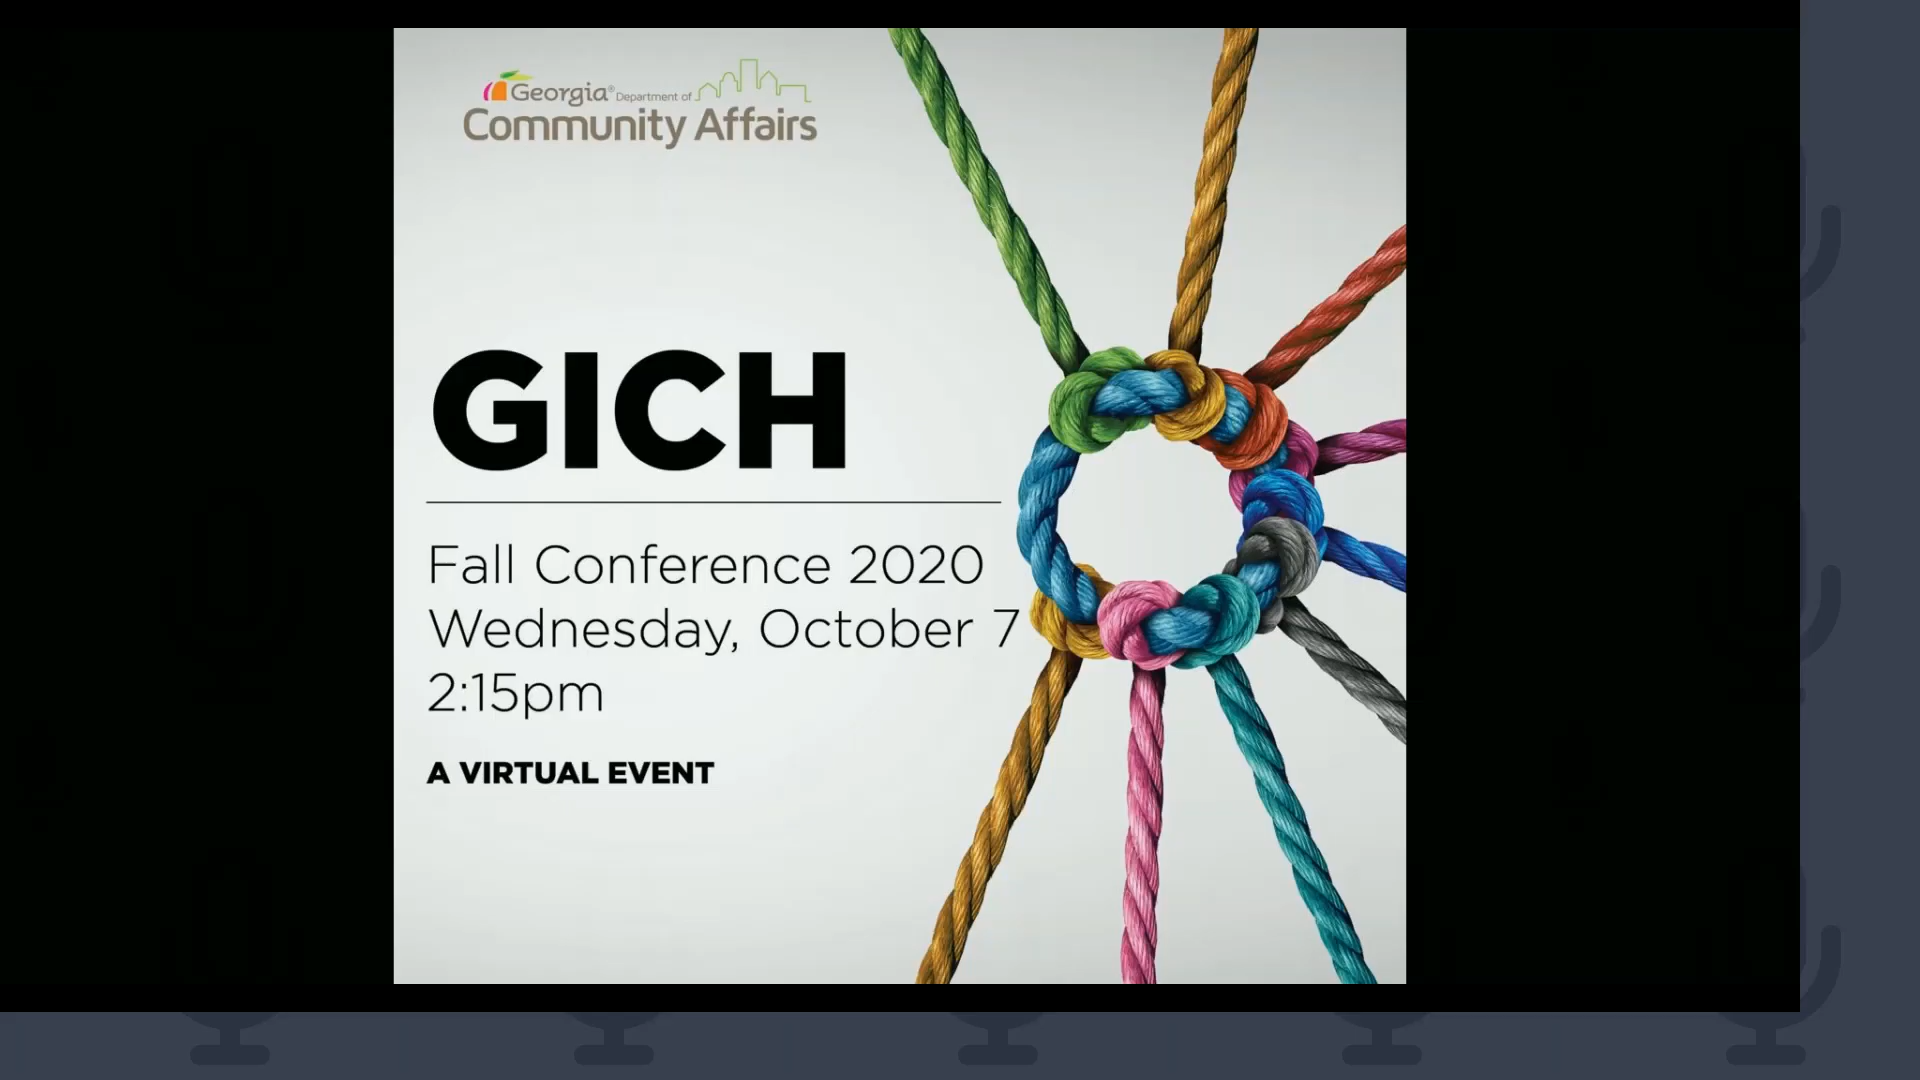 Georgia® Department of
Community Affairs
GICH
Fall Conference 2020
Wednesday, October 7
2:15pm
A VIRTUAL EVENT